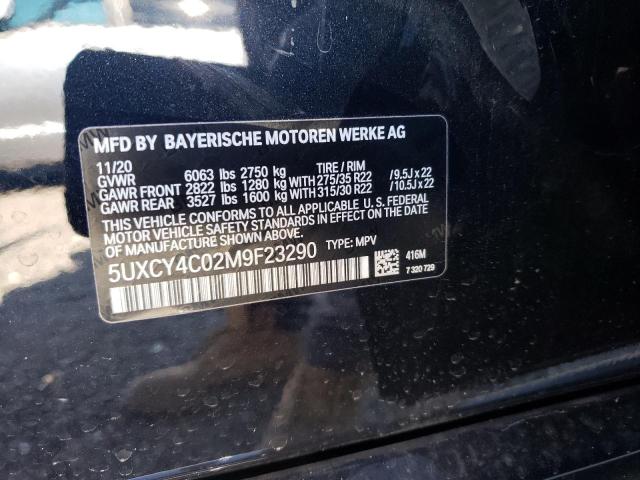 MFD BY BAYERISCHE MOTOREN WERKE AG
11/20 TIRE / RIM
GVWR 6063 lbs 2750 kg
GAWR FRONT 2822 lbs 1280 kg WITH 275/35 R22 / 9.5J x 22
GAWR REAR 3527 lbs 1600 kg WITH 315/30 R22 / 10.5J x 22
THIS VEHICLE CONFORMS TO ALL APPLICABLE U.S. FEDERAL
MOTOR VEHICLE SAFETY STANDARDS IN EFFECT ON THE DATE
OF MANUFACTURE SHOWN ABOVE.
5UXCY4C02M9F23290 TYPE: MPV
416M
7 320 729